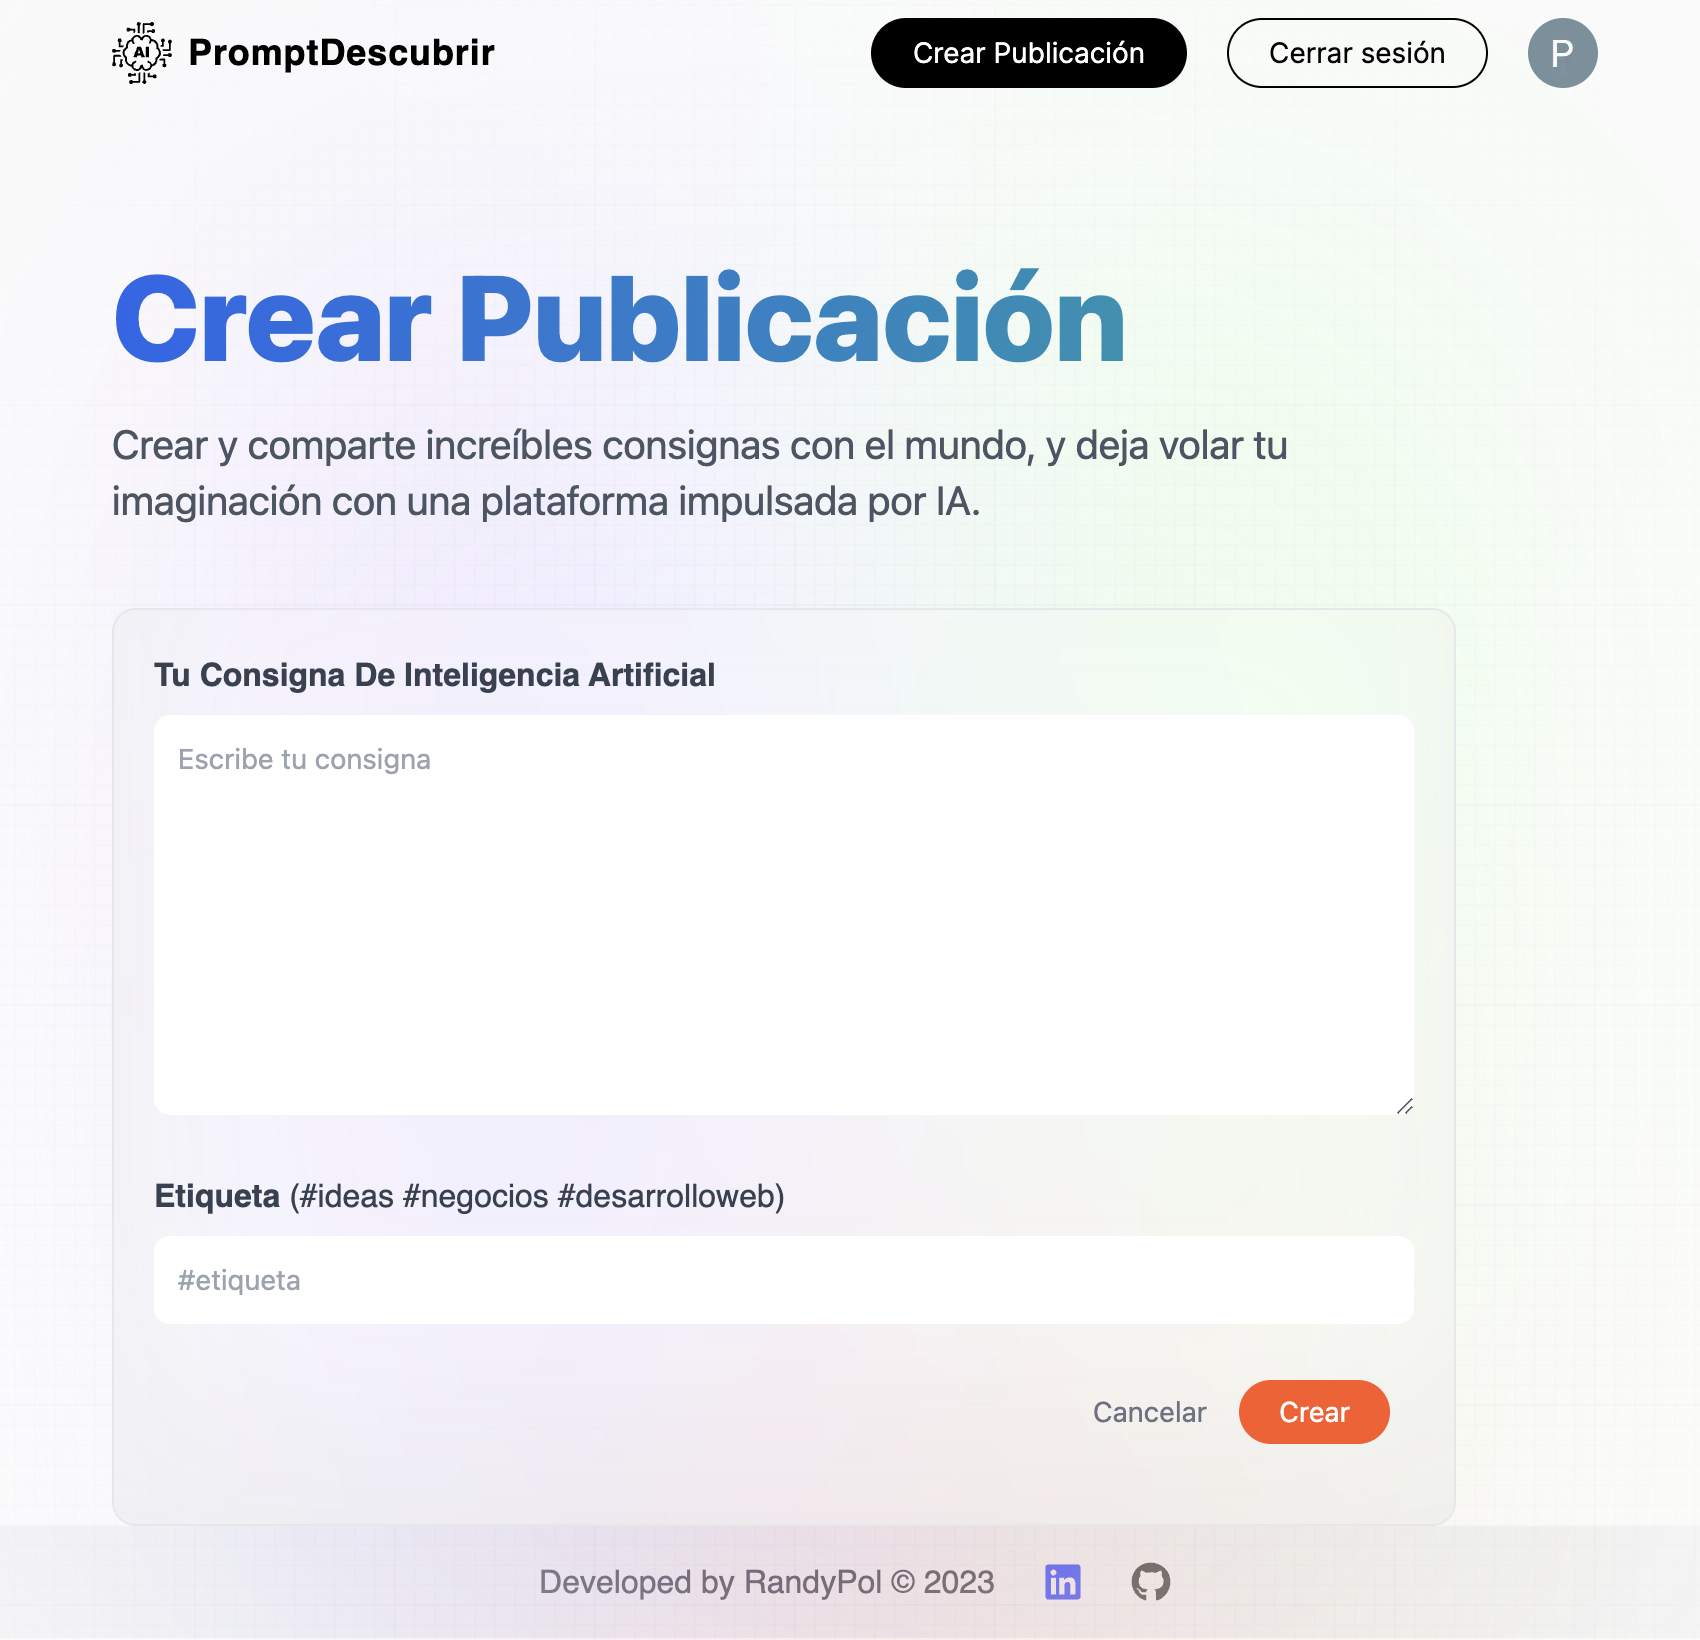 AI PromptDescubrir
Crear Publicación
Cerrar sesión
P
Crear Publicación
Crear y comparte increíbles consignas con el mundo, y deja volar tu
imaginación con una plataforma impulsada por IA.
Tu Consigna De Inteligencia Artificial
Escribe tu consigna
Etiqueta (#ideas #negocios #desarrolloweb)
#etiqueta
Cancelar
Crear
Developed by RandyPol © 2023
in